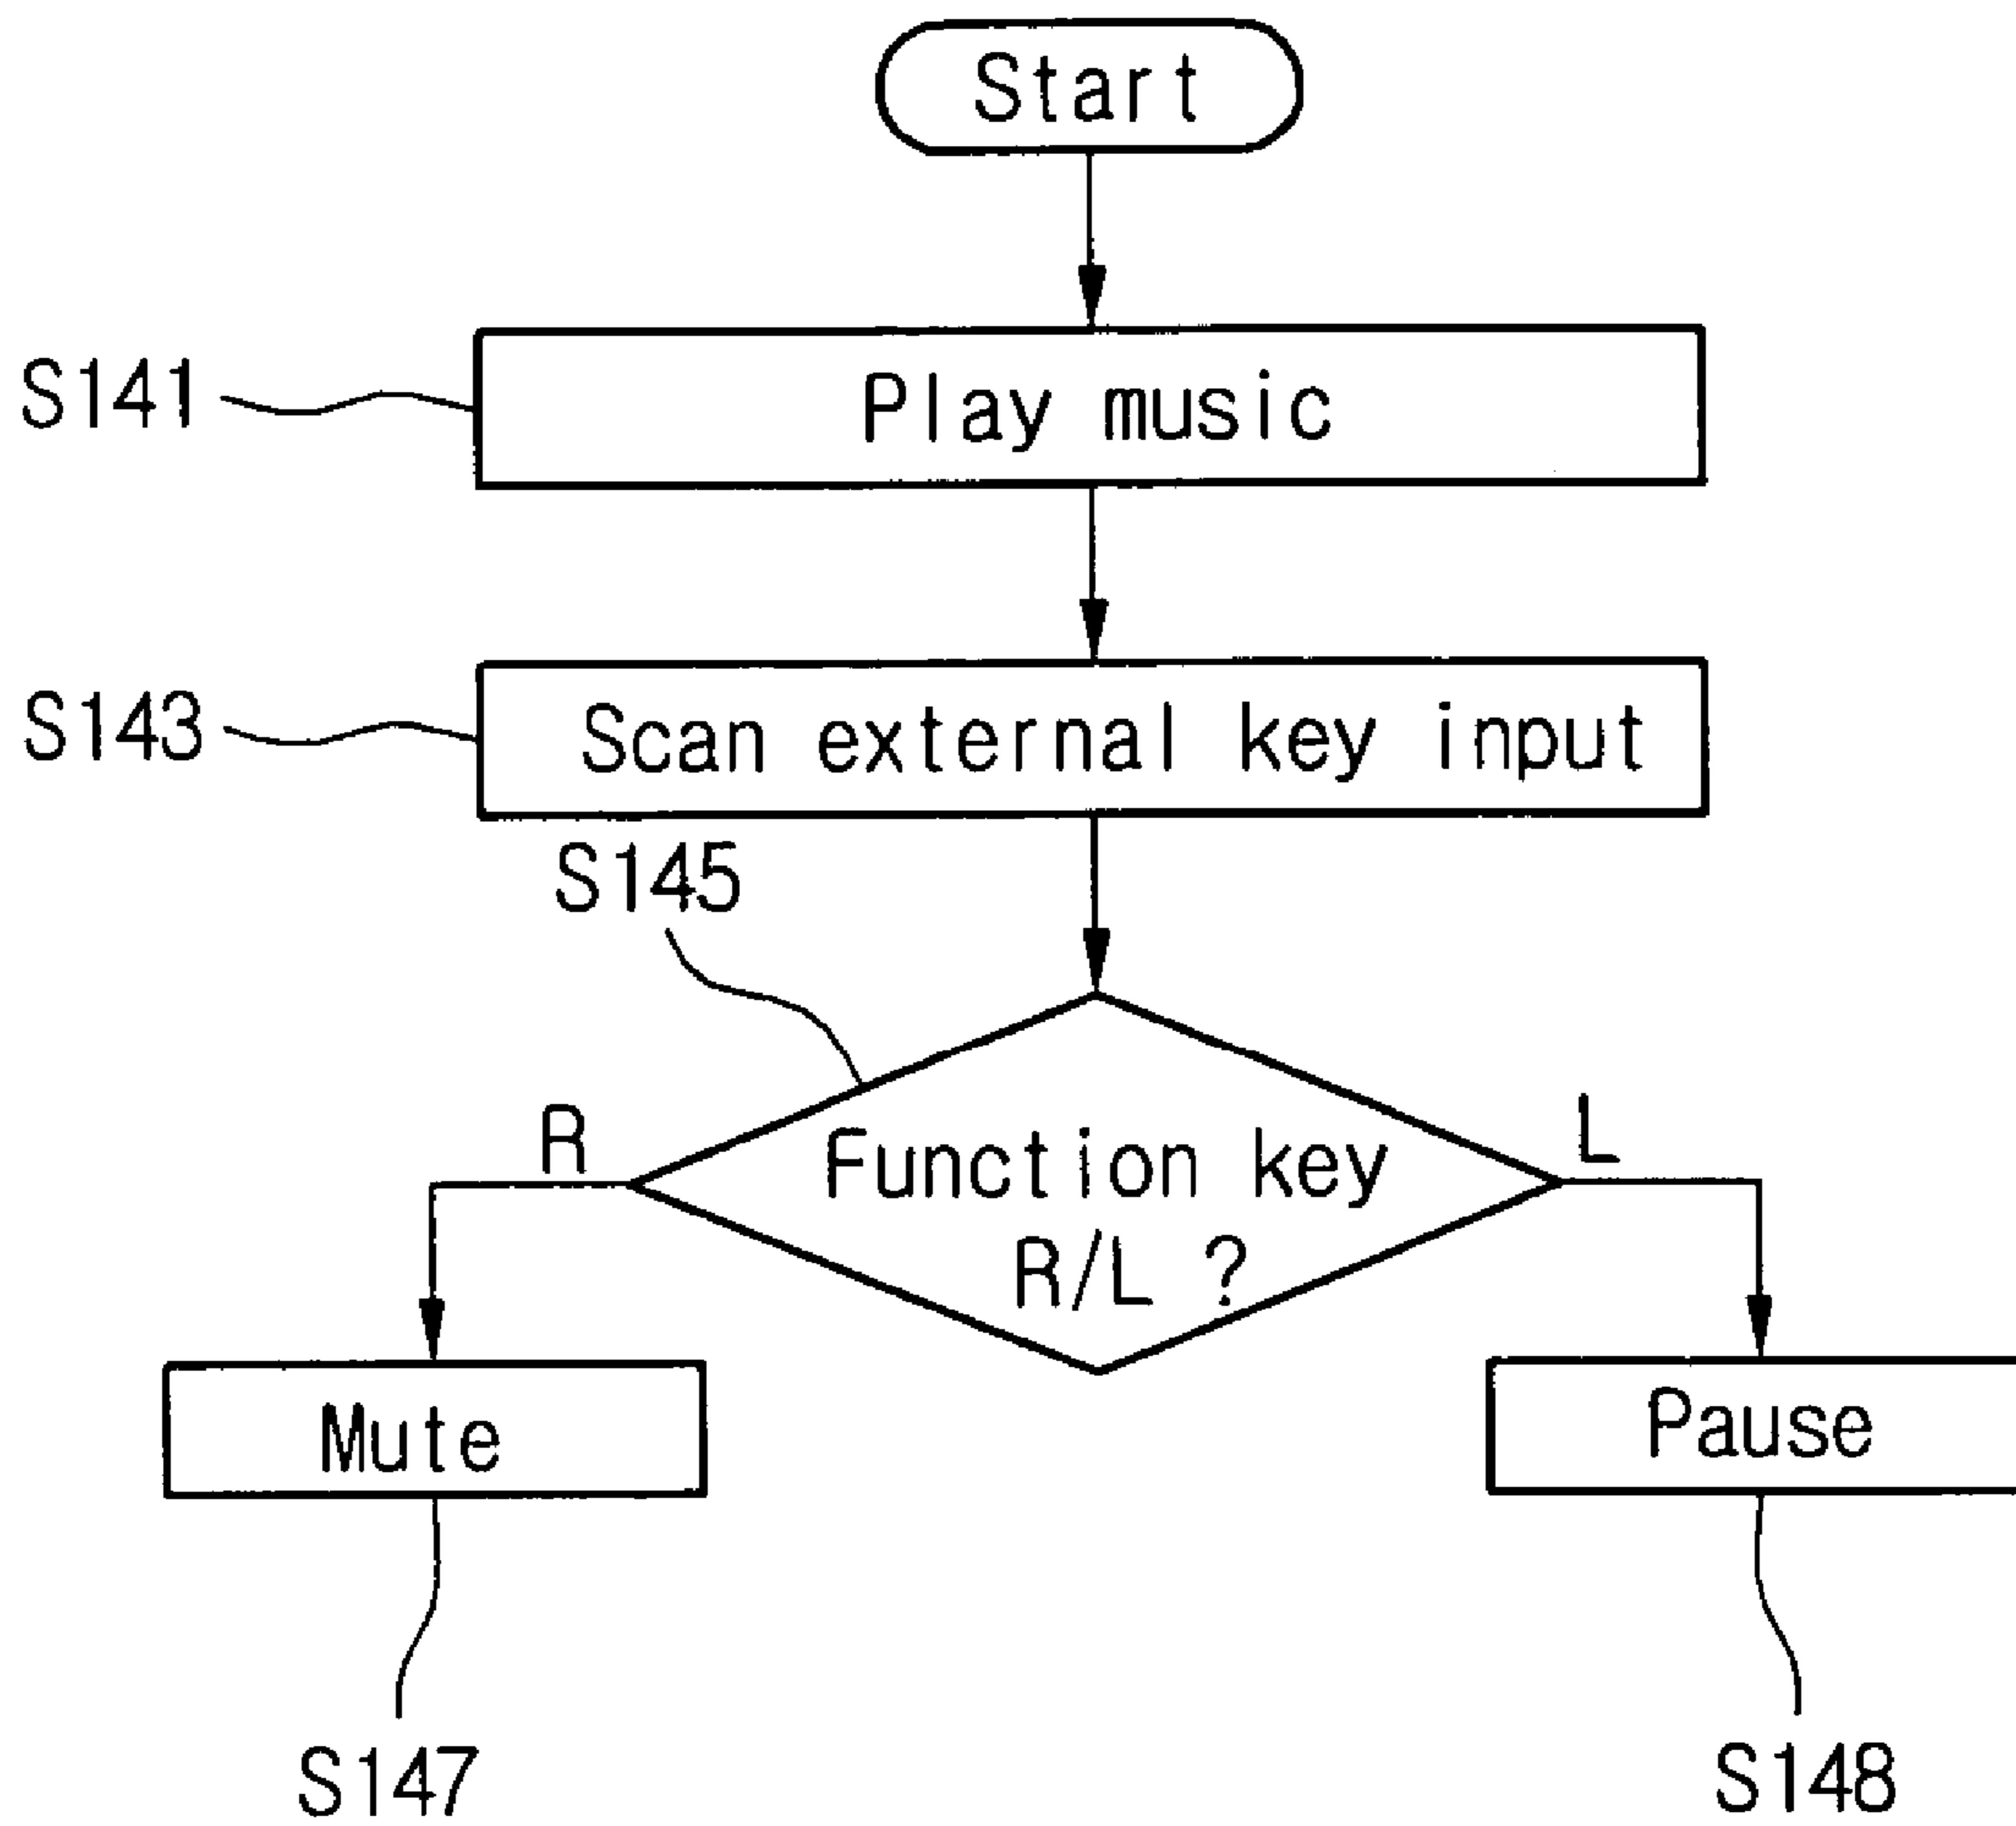 Start
S141
Play music
S143
Scan external key input
S145
R
Function key
R/L ?
L
Mute
Pause
S147
S148